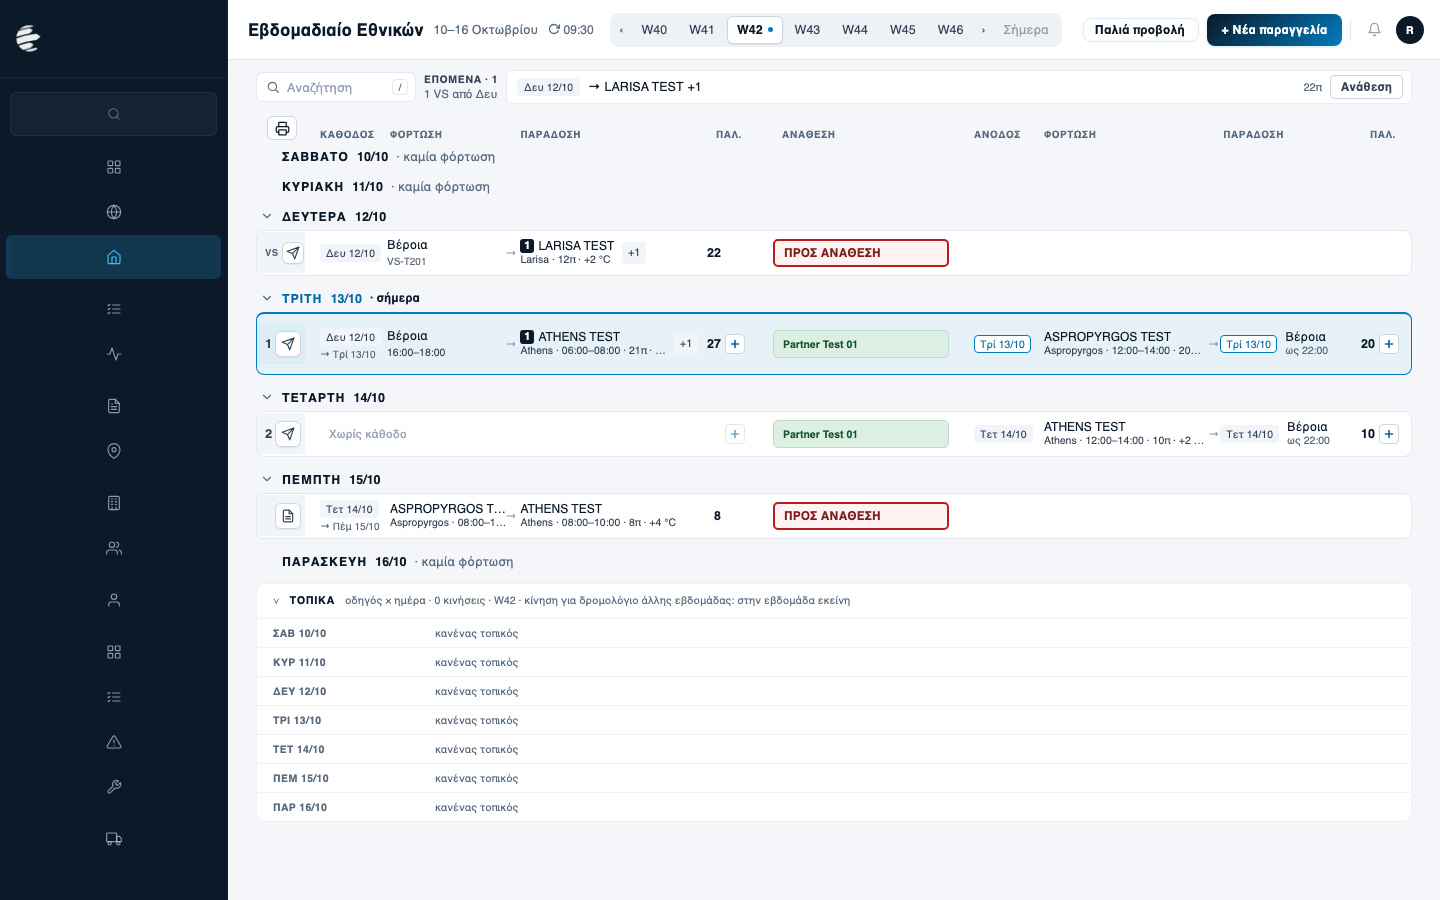 Εβδομαδιαίο Εθνικών 10–16 Οκτωβρίου 09:30 ‹ W40 W41 W42 W43 W44 W45 W46 › Σήμερα Παλιά προβολή + Νέα παραγγελία R
Αναζήτηση / ΕΠΟΜΕΝΑ · 1 Δευ 12/10 → LARISA TEST +1 22π Ανάθεση
1 VS από Δευ
ΚΑΘΟΔΟΣ ΦΟΡΤΩΣΗ ΠΑΡΑΔΟΣΗ ΠΑΛ. ΑΝΑΘΕΣΗ ΑΝΟΔΟΣ ΦΟΡΤΩΣΗ ΠΑΡΑΔΟΣΗ ΠΑΛ.
ΣΑΒΒΑΤΟ 10/10 · καμία φόρτωση
ΚΥΡΙΑΚΗ 11/10 · καμία φόρτωση
ΔΕΥΤΕΡΑ 12/10
VS Δευ 12/10 Βέροια → 1 LARISA TEST +1 22 ΠΡΟΣ ΑΝΑΘΕΣΗ
VS-T201 Larisa · 12π · +2 °C
ΤΡΙΤΗ 13/10 · σήμερα
1 Δευ 12/10 Βέροια → 1 ATHENS TEST +1 27 + Partner Test 01 Τρί 13/10 ASPROPYRGOS TEST → Τρί 13/10 Βέροια 20 +
→ Τρί 13/10 16:00–18:00 Athens · 06:00–08:00 · 21π · … Aspropyrgos · 12:00–14:00 · 20… ως 22:00
ΤΕΤΑΡΤΗ 14/10
2 Χωρίς κάθοδο + Partner Test 01 Τετ 14/10 ATHENS TEST → Τετ 14/10 Βέροια 10 +
Athens · 12:00–14:00 · 10π · +2 … ως 22:00
ΠΕΜΠΤΗ 15/10
Τετ 14/10 ASPROPYRGOS T… → ATHENS TEST 8 ΠΡΟΣ ΑΝΑΘΕΣΗ
→ Πέμ 15/10 Aspropyrgos · 08:00–1… Athens · 08:00–10:00 · 8π · +4 °C
ΠΑΡΑΣΚΕΥΗ 16/10 · καμία φόρτωση
ΤΟΠΙΚΑ οδηγός × ημέρα · 0 κινήσεις · W42 · κίνηση για δρομολόγιο άλλης εβδομάδας: στην εβδομάδα εκείνη
ΣΑΒ 10/10 κανένας τοπικός
ΚΥΡ 11/10 κανένας τοπικός
ΔΕΥ 12/10 κανένας τοπικός
ΤΡΙ 13/10 κανένας τοπικός
ΤΕΤ 14/10 κανένας τοπικός
ΠΕΜ 15/10 κανένας τοπικός
ΠΑΡ 16/10 κανένας τοπικός